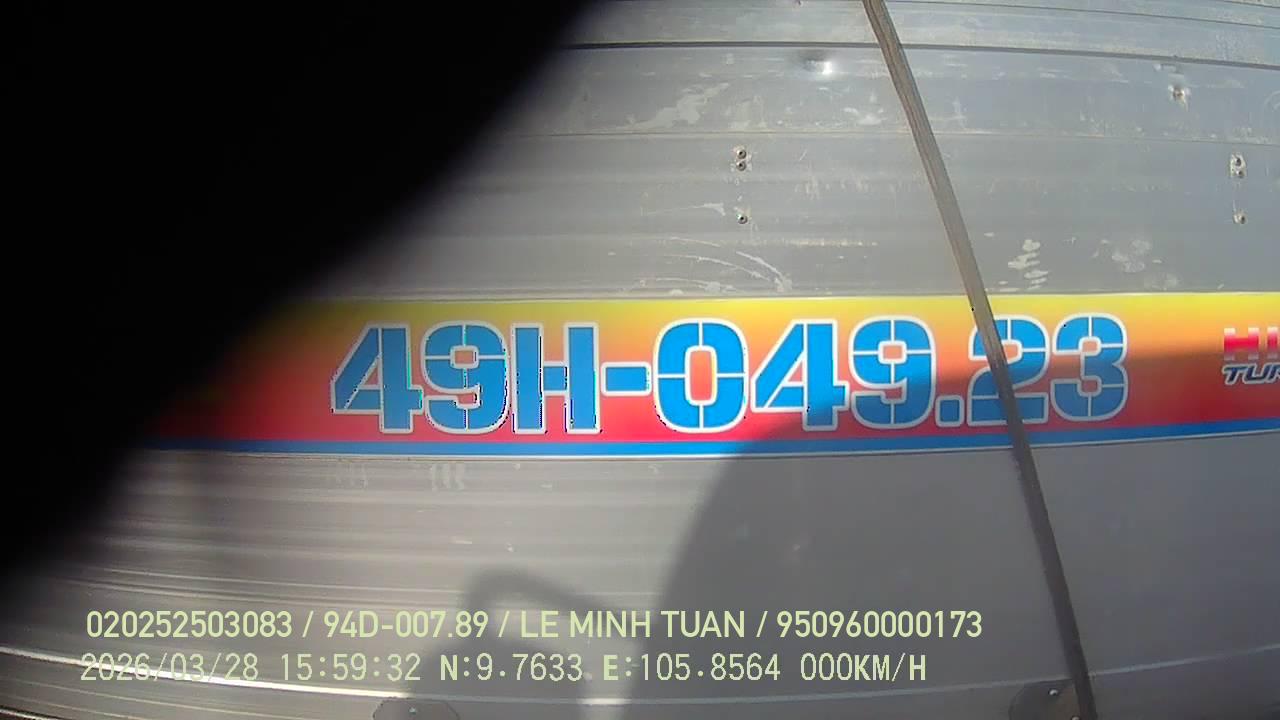 49H-049.23
020252503083 / 94D-007.89 / LE MINH TUAN / 950960000173
2026/03/28 15:59:32 N:9.7633 E:105.8564 000KM/H